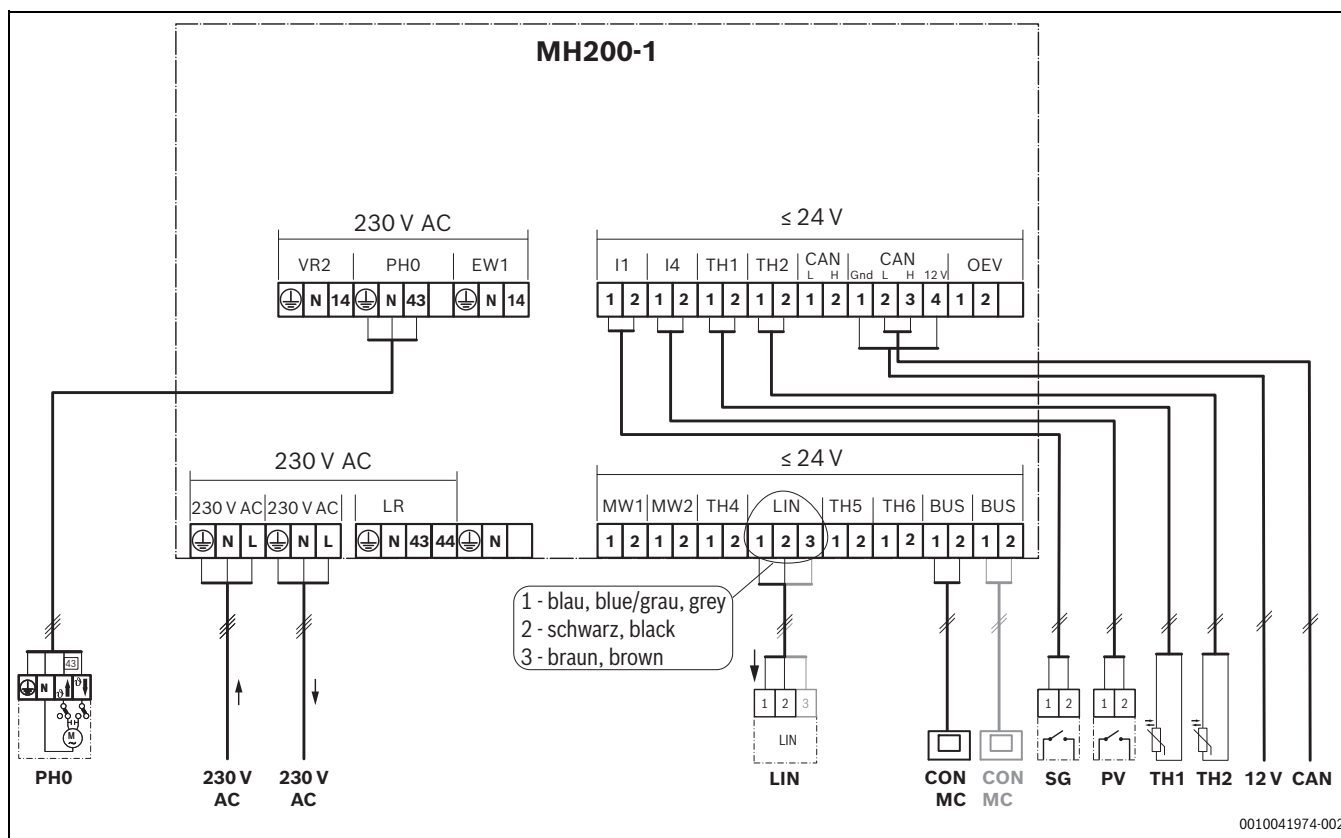 MH200-1
230 V AC
≤ 24 V
VR2 PH0 EW1
I1 I4 TH1 TH2 CAN CAN OEV
L H Gnd L H 12 V
N 14 N 43 N 14
1 2 1 2 1 2 1 2 1 2 1 2 3 4 1 2
230 V AC
≤ 24 V
230 V AC 230 V AC LR
MW1 MW2 TH4 LIN TH5 TH6 BUS BUS
N L N L N 43 44 N
1 2 1 2 1 2 1 2 3 1 2 1 2 1 2 1 2
1 - blau, blue/grau, grey
2 - schwarz, black
3 - braun, brown
43
N ϑ ϑ
M
~
1 2 3
LIN
1 2
1 2
PH0
230 V
AC
230 V
AC
LIN
CON
MC
CON
MC
SG
PV
TH1
TH2
12 V
CAN
0010041974-002